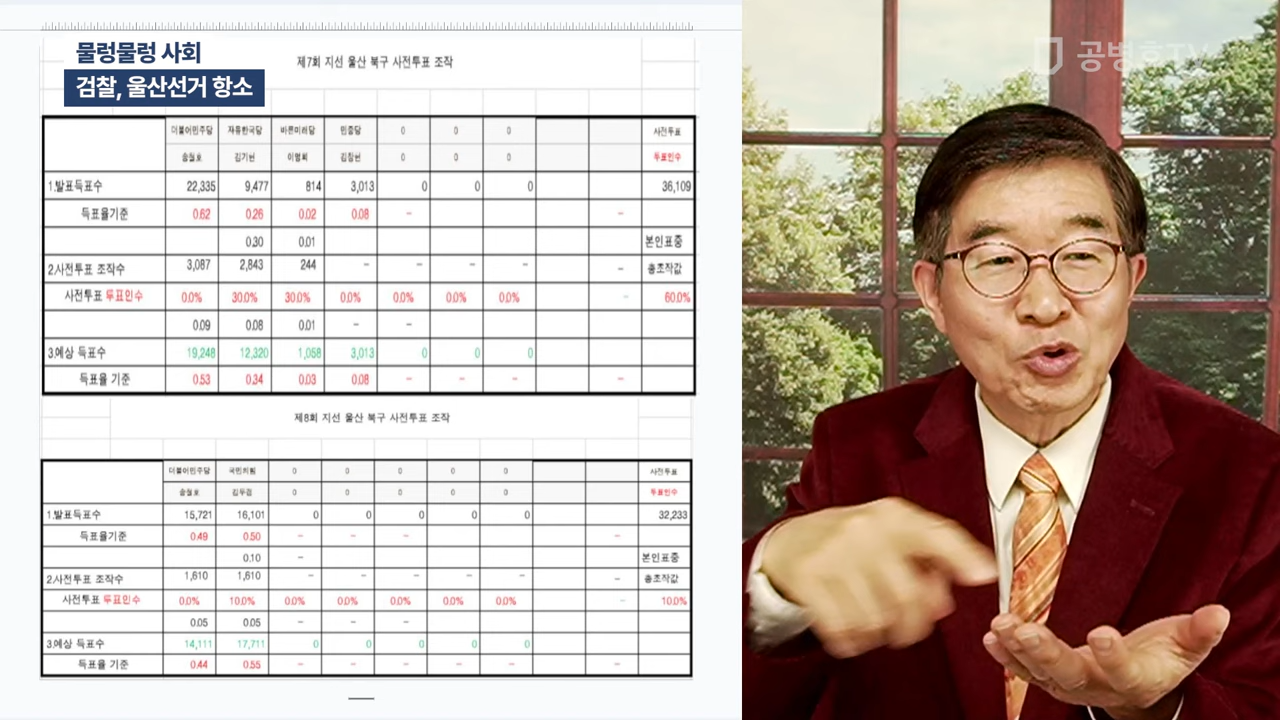 물렁물렁 사회
검찰, 울산선거 항소
공병호TV
제7회 지선 울산 북구 사전투표 조작
더불어민주당 자유한국당 바른미래당 민중당 0 0 0 사전투표
송철호 김기현 이영희 김창현 0 0 0 투표인수
1.발표득표수 22,335 9,477 814 3,013 0 0 0 36,109
득표율기준 0.62 0.26 0.02 0.08 - -
0.30 0.01 본인표중
2.사전투표 조작수 3,087 2,843 244 - - - - - 총조작값
사전투표 투표인수 0.0% 30.0% 30.0% 0.0% 0.0% 0.0% 0.0% - 60.0%
0.09 0.08 0.01 - -
3.예상 득표수 19,248 12,320 1,058 3,013 0 0 0
득표율 기준 0.53 0.34 0.03 0.08 - - - -
제8회 지선 울산 북구 사전투표 조작
더불어민주당 국민의힘 0 0 0 0 0 사전투표
송철호 김두겸 0 0 0 0 0 투표인수
1.발표득표수 15,721 16,101 0 0 0 0 0 32,233
득표율기준 0.49 0.50 - - - -
0.10 - 본인표중
2.사전투표 조작수 1,610 1,610 - - - - - - 총조작값
사전투표 투표인수 0.0% 10.0% 0.0% 0.0% 0.0% 0.0% 0.0% - 10.0%
0.05 0.05 - - -
3.예상 득표수 14,111 17,711 0 0 0 0 0
득표율 기준 0.44 0.55 - - - - - -